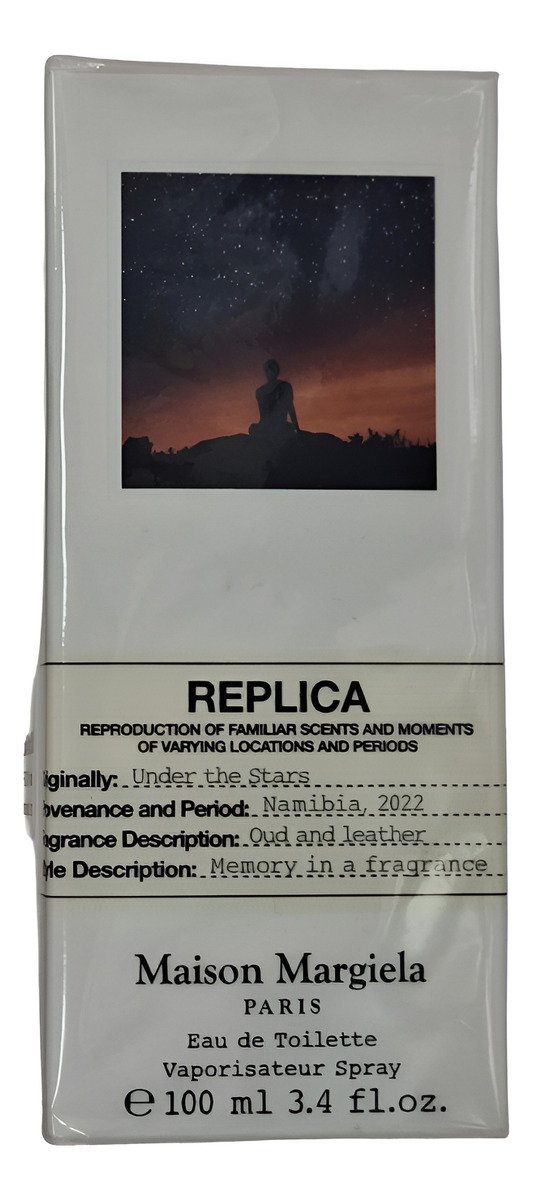 REPLICA
REPRODUCTION OF FAMILIAR SCENTS AND MOMENTS
OF VARYING LOCATIONS AND PERIODS
iginally: Under the Stars
ovenance and Period: Namibia, 2022
agrance Description: Oud and leather
yle Description: Memory in a fragrance
Maison Margiela
PARIS
Eau de Toilette
Vaporisateur Spray
℮ 100 ml 3.4 fl.oz.